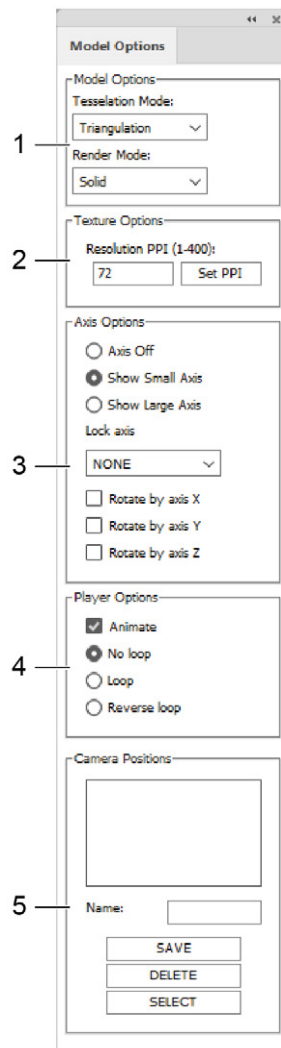 Model Options
Model Options
Tesselation Mode:
Triangulation
1
Render Mode:
Solid
Texture Options
Resolution PPI (1-400):
2
72 Set PPI
Axis Options
Axis Off
Show Small Axis
Show Large Axis
Lock axis
3
NONE
Rotate by axis X
Rotate by axis Y
Rotate by axis Z
Player Options
Animate
4
No loop
Loop
Reverse loop
Camera Positions
5
Name:
SAVE
DELETE
SELECT